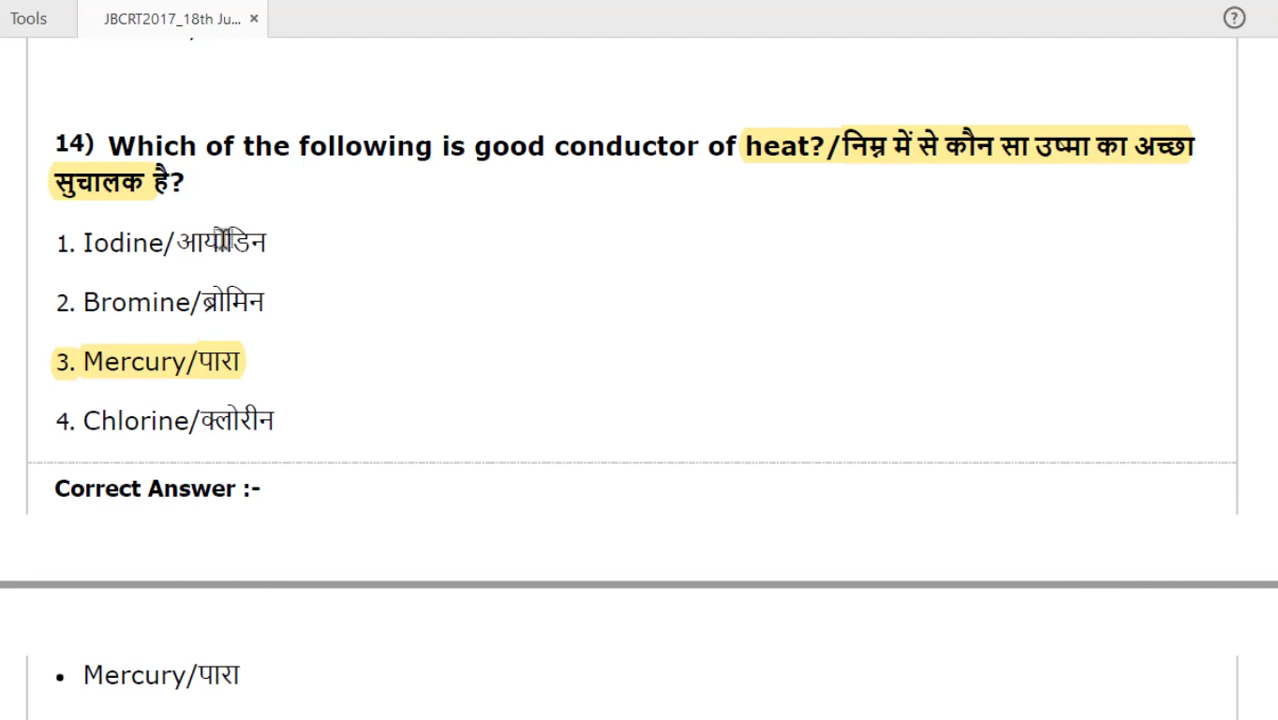 Tools
JBCRT2017_18th Ju... ×
?
14) Which of the following is good conductor of heat?/निम्न में से कौन सा उष्मा का अच्छा
सुचालक है?
1. Iodine/आयोडिन
2. Bromine/ब्रोमिन
3. Mercury/पारा
4. Chlorine/क्लोरीन
Correct Answer :-
• Mercury/पारा